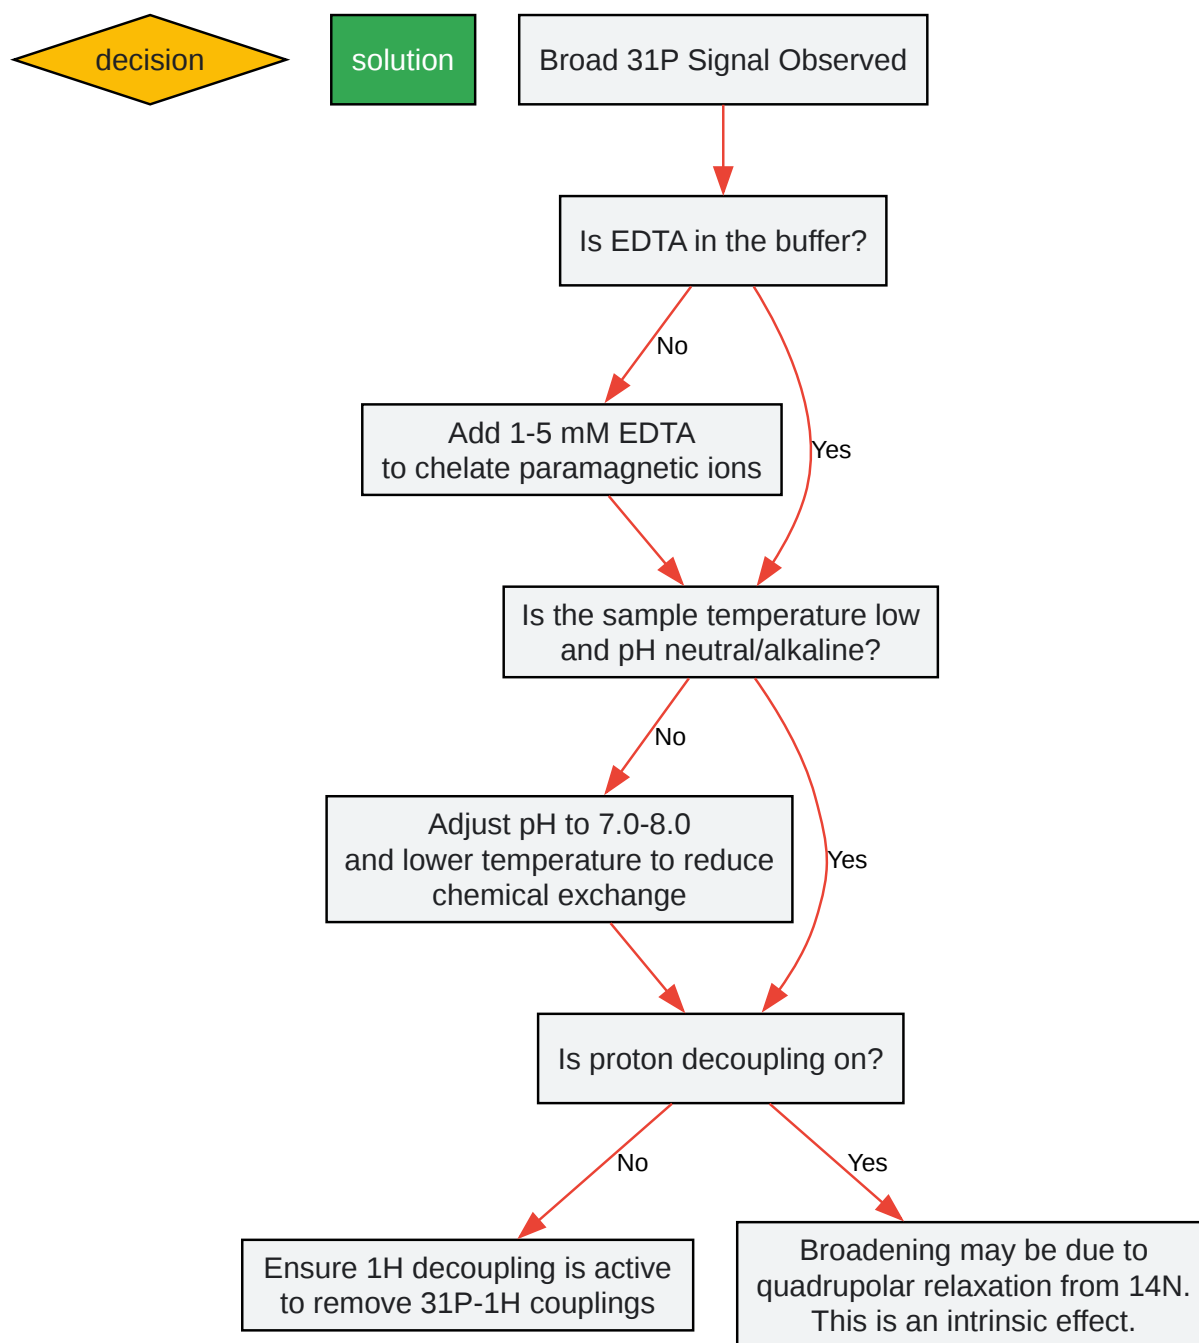 decision
solution
Broad 31P Signal Observed
Is EDTA in the buffer?
No
Add 1-5 mM EDTA
to chelate paramagnetic ions
Yes
Is the sample temperature low
and pH neutral/alkaline?
No
Adjust pH to 7.0-8.0
and lower temperature to reduce
chemical exchange
Yes
Is proton decoupling on?
No
Yes
Ensure 1H decoupling is active
to remove 31P-1H couplings
Broadening may be due to
quadrupolar relaxation from 14N.
This is an intrinsic effect.